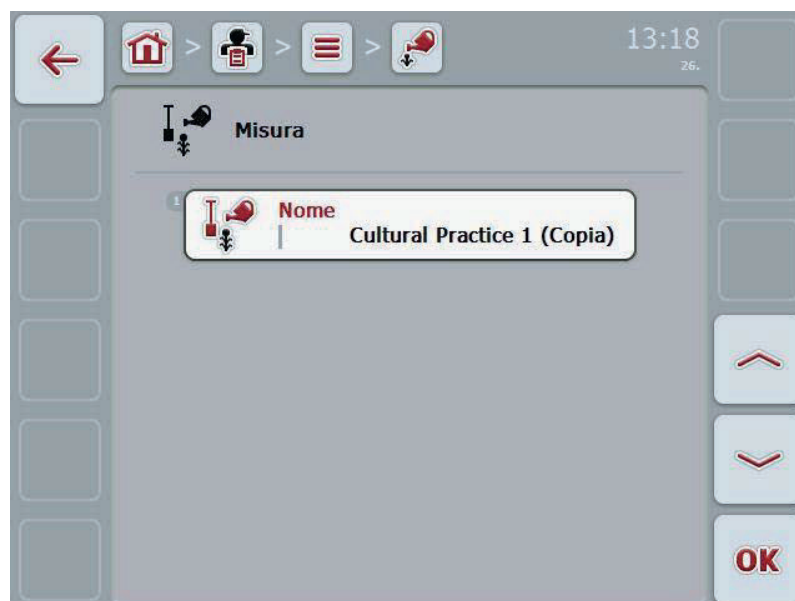 > > >
13:18
26.
Misura
1
Nome
Cultural Practice 1 (Copia)
OK